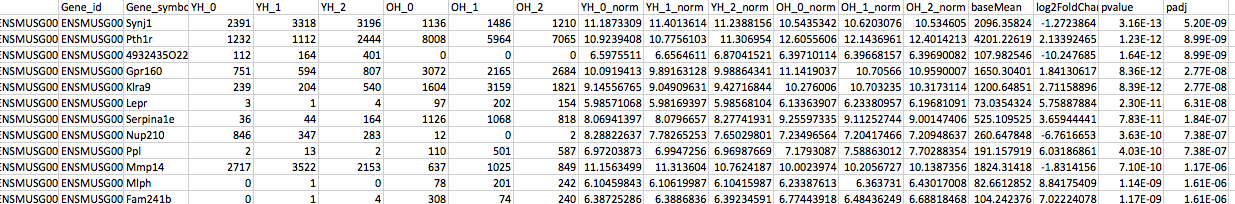 Gene_id Gene_symbo YH_0 YH_1 YH_2 OH_0 OH_1 OH_2 YH_0_norm YH_1_norm YH_2_norm OH_0_norm OH_1_norm OH_2_norm baseMean log2FoldChai pvalue padj
ENSMUSG00 ENSMUSG00 Synj1 2391 3318 3196 1136 1486 1210 11.1873309 11.4013614 11.2388156 10.5435342 10.6203076 10.534605 2096.35824 -1.2723864 3.16E-13 5.20E-09
ENSMUSG00 ENSMUSG00 Pth1r 1232 1112 2444 8008 5964 7065 10.9239408 10.7756103 11.306954 12.6055606 12.1436961 12.4014213 4201.22619 2.13392465 1.23E-12 8.99E-09
ENSMUSG00 ENSMUSG00 4932435O22 112 164 401 0 0 0 6.5975511 6.6564611 6.87041521 6.39710114 6.39668157 6.39690082 107.982546 -10.247685 1.64E-12 8.99E-09
ENSMUSG00 ENSMUSG00 Gpr160 751 594 807 3072 2165 2684 10.0919413 9.89163128 9.98864341 11.1419037 10.70566 10.9590007 1650.30401 1.84130617 8.36E-12 2.77E-08
ENSMUSG00 ENSMUSG00 Klra9 239 204 540 1604 3159 1821 9.14556765 9.04909631 9.42716844 10.276006 10.703235 10.3173114 1200.64851 2.71158896 8.39E-12 2.77E-08
ENSMUSG00 ENSMUSG00 Lepr 3 1 4 97 202 154 5.98571068 5.98169397 5.98568104 6.13363907 6.23380957 6.19681091 73.0354324 5.75887884 2.30E-11 6.31E-08
ENSMUSG00 ENSMUSG00 Serpina1e 36 44 164 1126 1068 818 8.06941397 8.0796657 8.27741931 9.25597335 9.11252744 9.00147406 525.109525 3.65944441 7.83E-11 1.84E-07
ENSMUSG00 ENSMUSG00 Nup210 846 347 283 12 0 2 8.28822637 7.78265253 7.65029801 7.23496564 7.20417466 7.20948637 260.647848 -6.7616653 3.63E-10 7.38E-07
ENSMUSG00 ENSMUSG00 Ppl 2 13 2 110 501 587 6.97203873 6.9947256 6.96987669 7.1793087 7.58863012 7.70288354 191.157919 6.03186861 4.03E-10 7.38E-07
ENSMUSG00 ENSMUSG00 Mmp14 2717 3522 2153 637 1025 849 11.1563499 11.313604 10.7624187 10.0023974 10.2056727 10.1387356 1824.31418 -1.8314156 7.10E-10 1.17E-06
ENSMUSG00 ENSMUSG00 Mlph 0 1 0 78 201 242 6.10459843 6.10619987 6.10415987 6.23387613 6.363731 6.43017008 82.6612852 8.84175409 1.14E-09 1.61E-06
ENSMUSG00 ENSMUSG00 Fam241b 0 1 4 308 74 240 6.38725286 6.3886836 6.39234591 6.77443918 6.48436249 6.68818468 104.242376 7.02224078 1.17E-09 1.61E-06